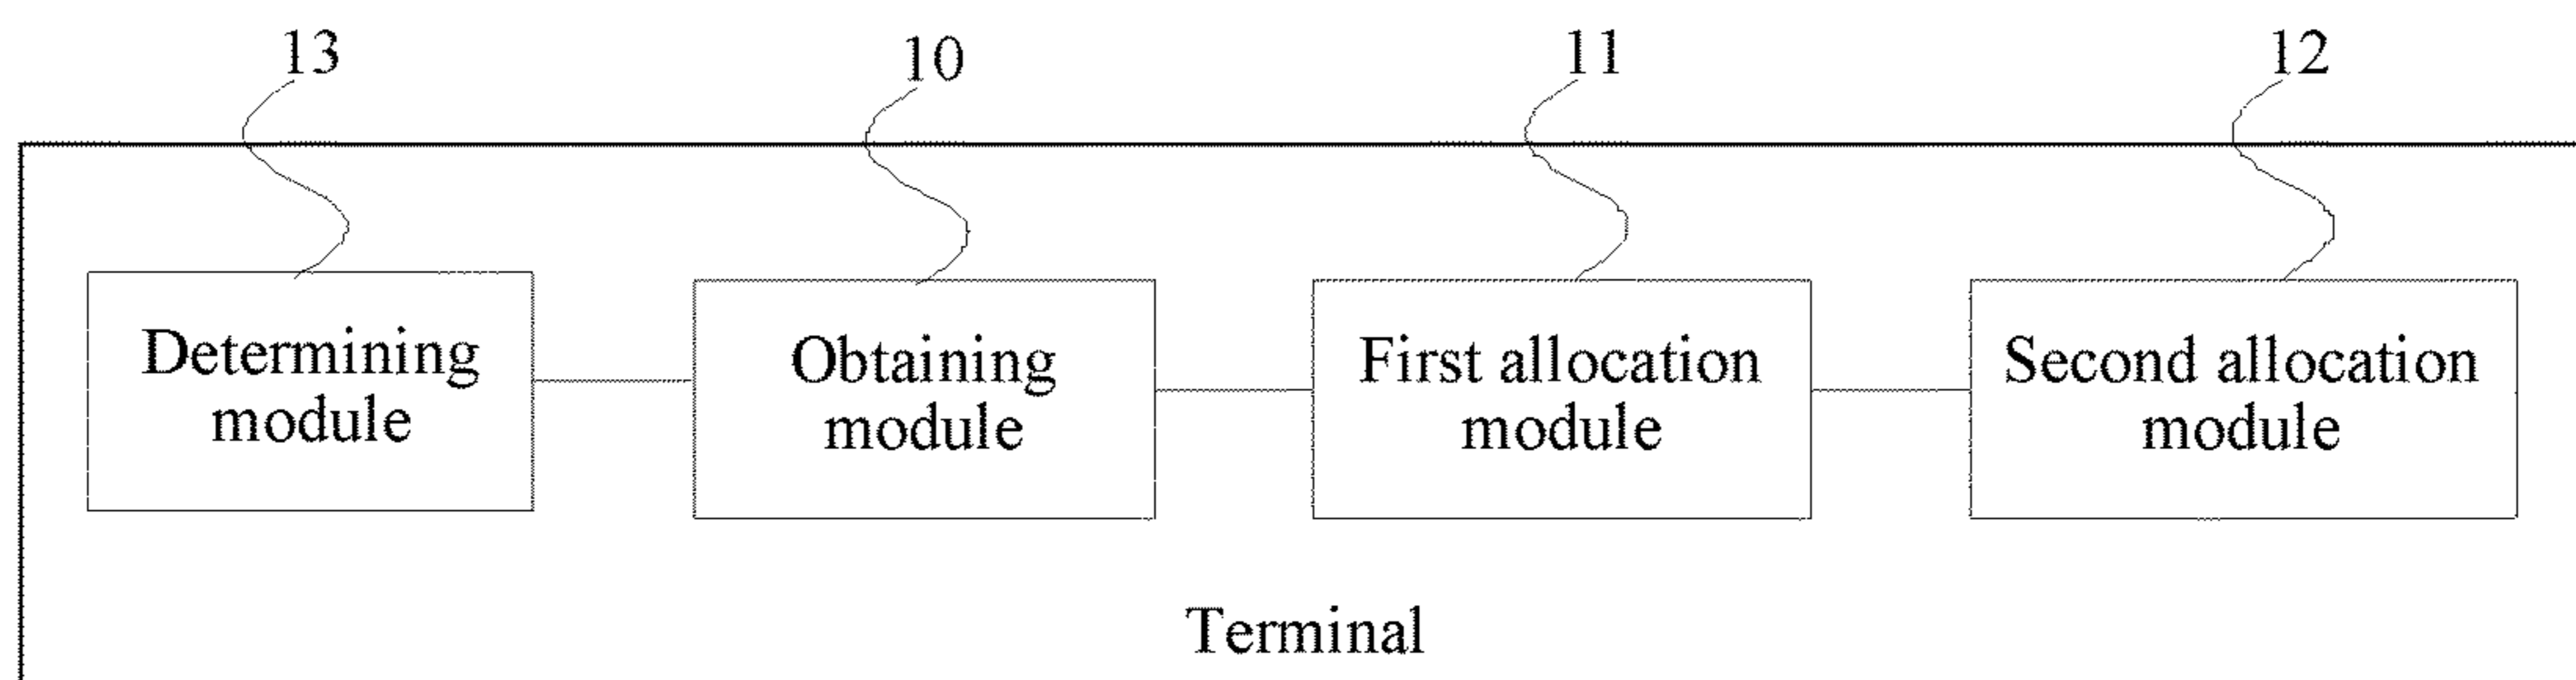 13
10
11
12
Determining
module
Obtaining
module
First allocation
module
Second allocation
module
Terminal